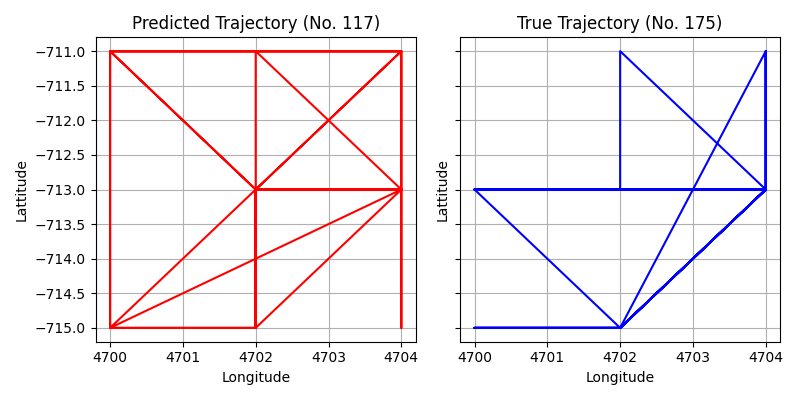 Predicted Trajectory (No. 117)
True Trajectory (No. 175)
Lattitude
−711.0
−711.5
−712.0
−712.5
−713.0
−713.5
−714.0
−714.5
−715.0
4700 4701 4702 4703 4704
Longitude
Lattitude
4700 4701 4702 4703 4704
Longitude